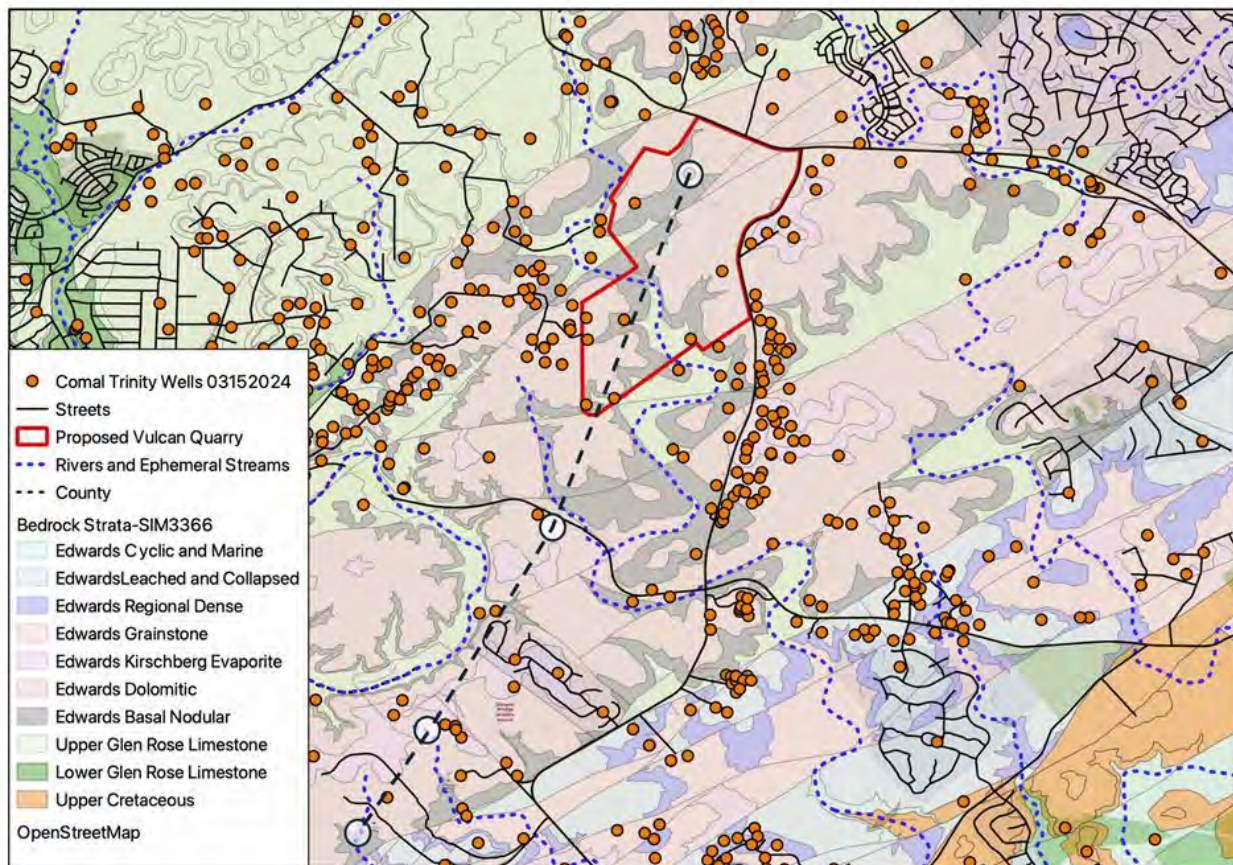 Comal Trinity Wells 03152024
Streets
Proposed Vulcan Quarry
Rivers and Ephemeral Streams
County
Bedrock Strata-SIM3366
Edwards Cyclic and Marine
EdwardsLeached and Collapsed
Edwards Regional Dense
Edwards Grainstone
Edwards Kirschberg Evaporite
Edwards Dolomitic
Edwards Basal Nodular
Upper Glen Rose Limestone
Lower Glen Rose Limestone
Upper Cretaceous
OpenStreetMap